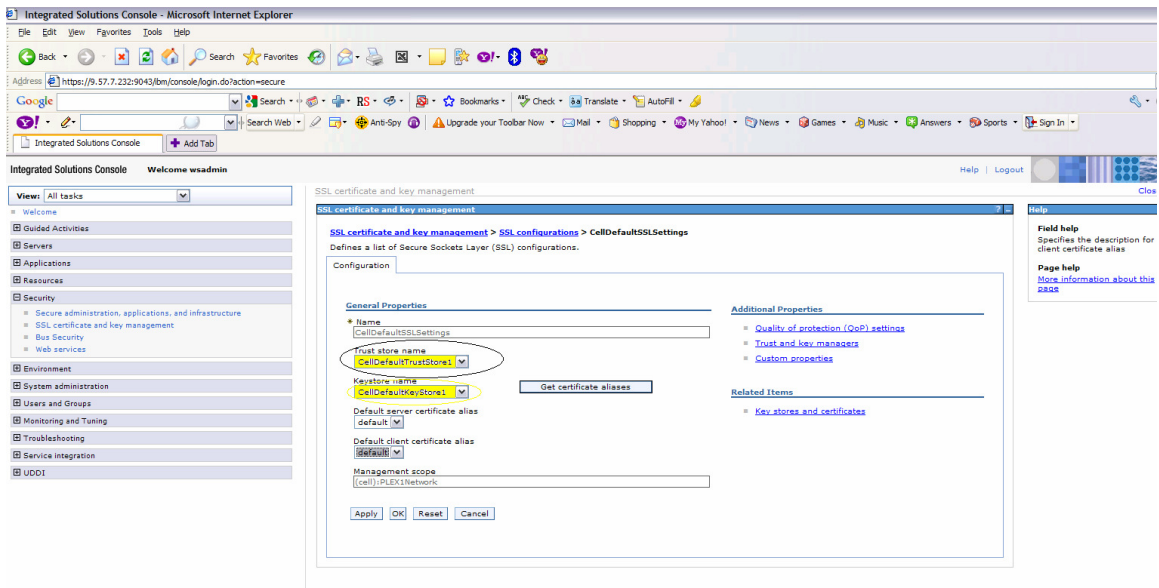 Integrated Solutions Console - Microsoft Internet Explorer
File Edit View Favorites Tools Help
Back Search Favorites
Address https://9.57.7.232:9043/ibm/console/login.do?action=secure
Google Search RS Bookmarks Check Translate AutoFill
Y! Search Web Anti-Spy Upgrade your Toolbar Now Mail Shopping My Yahoo! News Games Music Answers Sports Sign In
Integrated Solutions Console Add Tab
Integrated Solutions Console Welcome wsadmin Help | Logout
Clos
View: All tasks
Welcome
Guided Activities
Servers
Applications
Resources
Security
Secure administration, applications, and infrastructure
SSL certificate and key management
Bus Security
Web services
Environment
System administration
Users and Groups
Monitoring and Tuning
Troubleshooting
Service integration
UDDI
SSL certificate and key management
SSL certificate and key management ? -
SSL certificate and key management > SSL configurations > CellDefaultSSLSettings
Defines a list of Secure Sockets Layer (SSL) configurations.
Configuration
General Properties
* Name
CellDefaultSSLSettings
Trust store name
CellDefaultTrustStore1
Keystore name
CellDefaultKeyStore1
Get certificate aliases
Default server certificate alias
default
Default client certificate alias
default
Management scope
(cell):PLEX1Network
Apply OK Reset Cancel
Additional Properties
Quality of protection (QoP) settings
Trust and key managers
Custom properties
Related Items
Key stores and certificates
Help
Field help
Specifies the description for
client certificate alias
Page help
More information about this
page